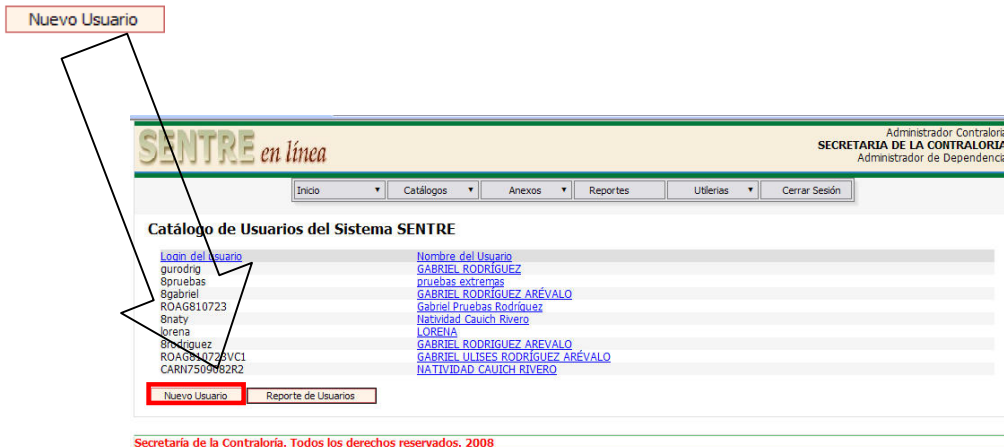 Nuevo Usuario
SENTRE en línea
Administrador Contraloria
SECRETARIA DE LA CONTRALORIA
Administrador de Dependencia
Inicio Catálogos Anexos Reportes Utilerias Cerrar Sesión
Catálogo de Usuarios del Sistema SENTRE
Login del usuario Nombre del Usuario
gurodrig GABRIEL RODRÍGUEZ
8pruebas pruebas extremas
8gabriel GABRIEL RODRÍGUEZ ARÉVALO
ROAG810723 Gabriel Pruebas Rodríguez
8naty Natividad Cauich Rivero
lorena LORENA
8rodriguez GABRIEL RODRIGUEZ AREVALO
ROAG810723VC1 GABRIEL ULISES RODRÍGUEZ ARÉVALO
CARN7509082R2 NATIVIDAD CAUICH RIVERO
Nuevo Usuario Reporte de Usuarios
Secretaría de la Contraloría. Todos los derechos reservados. 2008